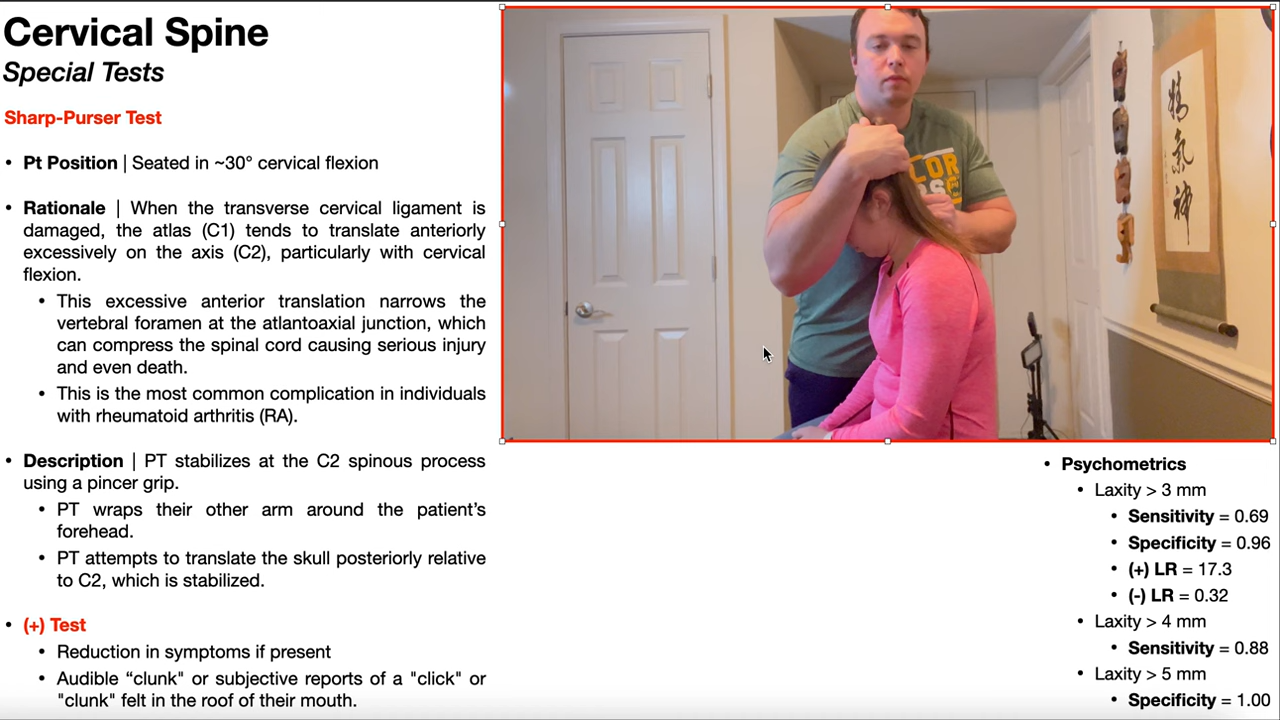 Cervical Spine
Special Tests
Sharp-Purser Test
• Pt Position | Seated in ~30° cervical flexion
• Rationale | When the transverse cervical ligament is
damaged, the atlas (C1) tends to translate anteriorly
excessively on the axis (C2), particularly with cervical
flexion.
• This excessive anterior translation narrows the
vertebral foramen at the atlantoaxial junction, which
can compress the spinal cord causing serious injury
and even death.
• This is the most common complication in individuals
with rheumatoid arthritis (RA).
• Description | PT stabilizes at the C2 spinous process
using a pincer grip.
• PT wraps their other arm around the patient’s
forehead.
• PT attempts to translate the skull posteriorly relative
to C2, which is stabilized.
• (+) Test
• Reduction in symptoms if present
• Audible “clunk" or subjective reports of a "click" or
"clunk" felt in the roof of their mouth.
COR
精
氣
神
• Psychometrics
• Laxity > 3 mm
• Sensitivity = 0.69
• Specificity = 0.96
• (+) LR = 17.3
• (-) LR = 0.32
• Laxity > 4 mm
• Sensitivity = 0.88
• Laxity > 5 mm
• Specificity = 1.00